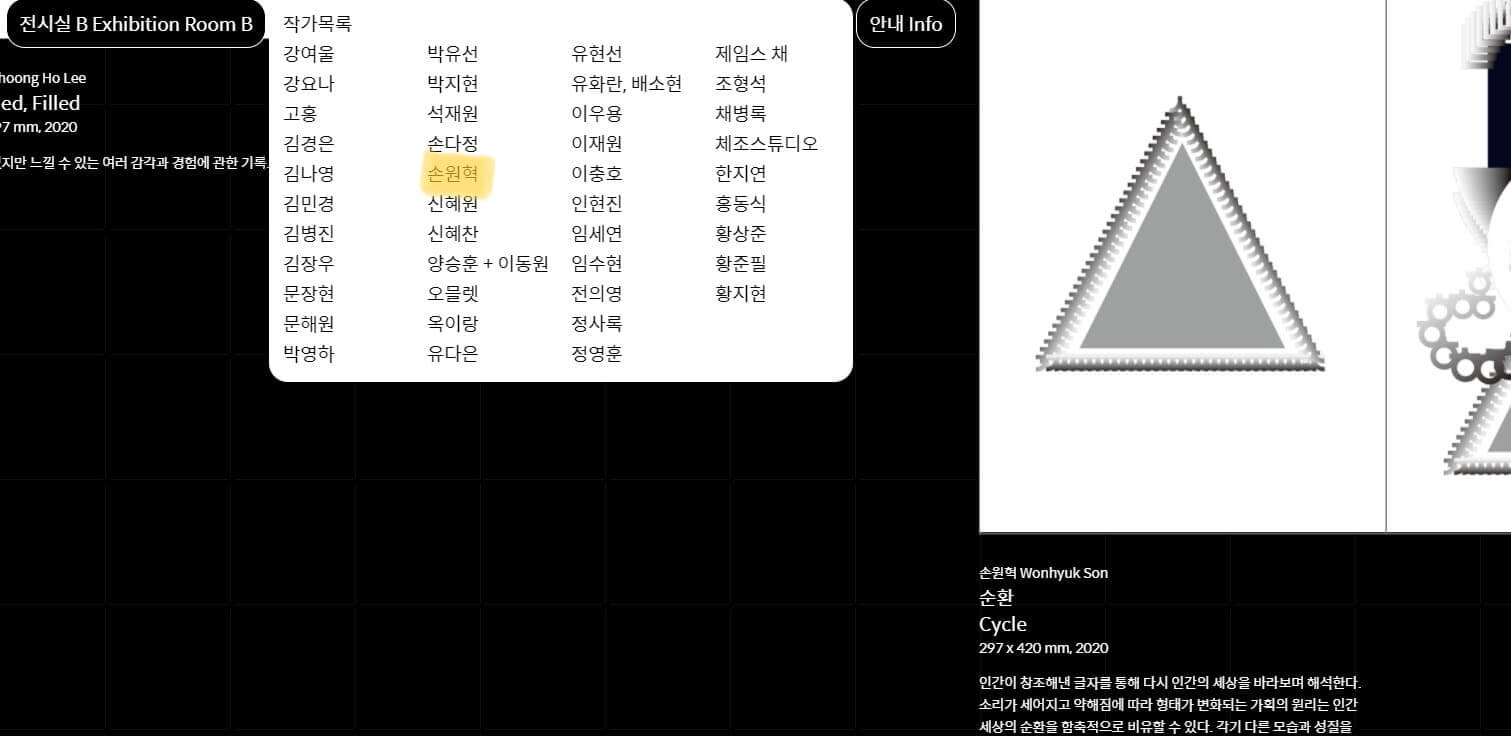 전시실 B Exhibition Room B
hoong Ho Lee
ed, Filled
97 mm, 2020
지만 느낄 수 있는 여러 감각과 경험에 관한 기록.
작가목록
강여울 박유선 유현선 제임스 채
강요나 박지현 유화란, 배소현 조형석
고홍 석재원 이우용 채병록
김경은 손다정 이재원 체조스튜디오
김나영 손원혁 이충호 한지연
김민경 신혜원 인현진 홍동식
김병진 신혜찬 임세연 황상준
김장우 양승훈 + 이동원 임수현 황준필
문장현 오믈렛 전의영 황지현
문해원 옥이랑 정사록
박영하 유다은 정영훈
안내 Info
손원혁 Wonhyuk Son
순환
Cycle
297 x 420 mm, 2020
인간이 창조해낸 글자를 통해 다시 인간의 세상을 바라보며 해석한다.
소리가 세어지고 약해짐에 따라 형태가 변화되는 가획의 원리는 인간
세상의 순환을 함축적으로 비유할 수 있다. 각기 다른 모습과 성질을